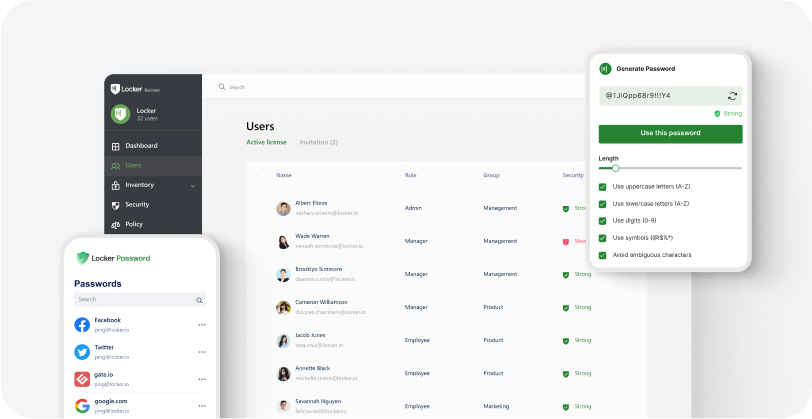 Locker Business
Search
Locker
32 users
Dashboard
Users
Inventory
Security
Policy
Users
Active license
Invitation (2)
Name
Role
Group
Security
Albert Flores
nathan.roberts@locker.io
Admin
Management
Wade Warren
nevaeh.simmons@locker.io
Manager
Management
Brooklyn Simmons
deanna.curtis@locker.io
Manager
Management
Strong
Cameron Williamson
dolores.chambers@locker.io
Manager
Product
Strong
Jacob Jones
sara.cruz@locker.io
Employee
Product
Strong
Annette Black
michelle.rivera@locker.io
Employee
Product
Strong
Savannah Nguyen
felicia.reid@locker.io
Employee
Marketing
Strong
Generate Password
@1JiQpp68r9!!!Y4
Strong
Use this password
Length
Use uppercase letters (A-Z)
Use lowercase letters (A-Z)
Use digits (0-9)
Use symbols (@!$%*)
Avoid ambiguous characters
Locker Password
Passwords
Search
Facebook
ping@locker.io
Twitter
ping@locker.io
gate.io
ping@locker.io
google.com
ping@locker.io